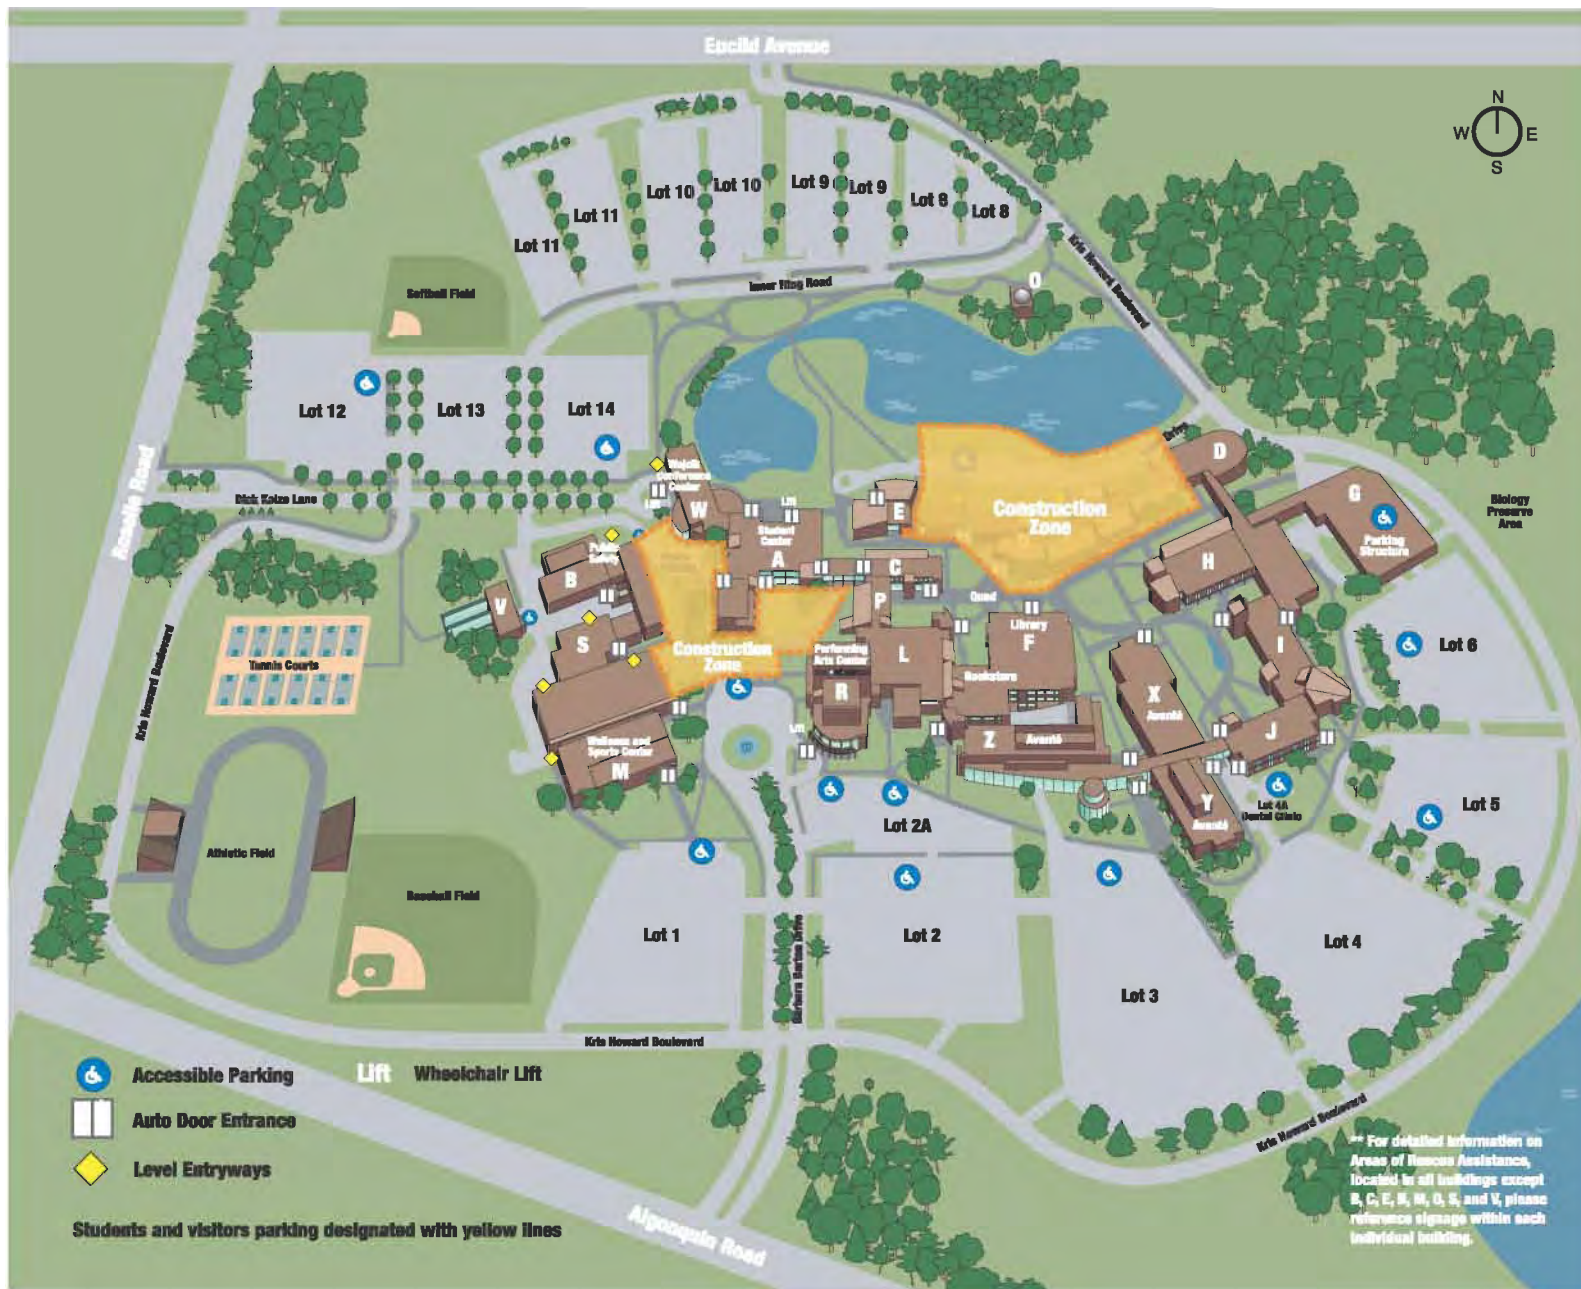 Euclid Avenue
N
W E
S
Lot 10
Lot 10
Lot 9
Lot 9
Lot 8
Lot 8
Lot 11
Lot 11
Kris Howard Boulevard
Inner Ring Road
O
Softball Field
Lot 12
Lot 13
Lot 14
Roselle Road
Drive
D
Wojcik
Conference
Center
Dick Kolze Lane
Lift
W
Lift
Student
Center
A
E
Construction
Zone
G
Parking
Structure
Biology
Preserve
Area
Public
Safety
B
C
H
V
P
Quad
Library
F
S
Construction
Zone
Performing
Arts Center
L
I
Lot 6
Tennis Courts
Kris Howard Boulevard
Bookstore
R
X
Avanté
Lift
Wellness and
Sports Center
M
Z
Avanté
J
Y
Avanté
Lot 4A
Dental Clinic
Lot 5
Lot 2A
Athletic Field
Baseball Field
Lot 1
Barbara Barton Drive
Lot 2
Lot 4
Lot 3
Kris Howard Boulevard
Kris Howard Boulevard
Accessible Parking
Lift Wheelchair Lift
Auto Door Entrance
Level Entryways
Students and visitors parking designated with yellow lines
Algonquin Road
** For detailed information on
Areas of Rescue Assistance,
located in all buildings except
B, C, E, M, O, S, and V, please
reference signage within each
individual building.